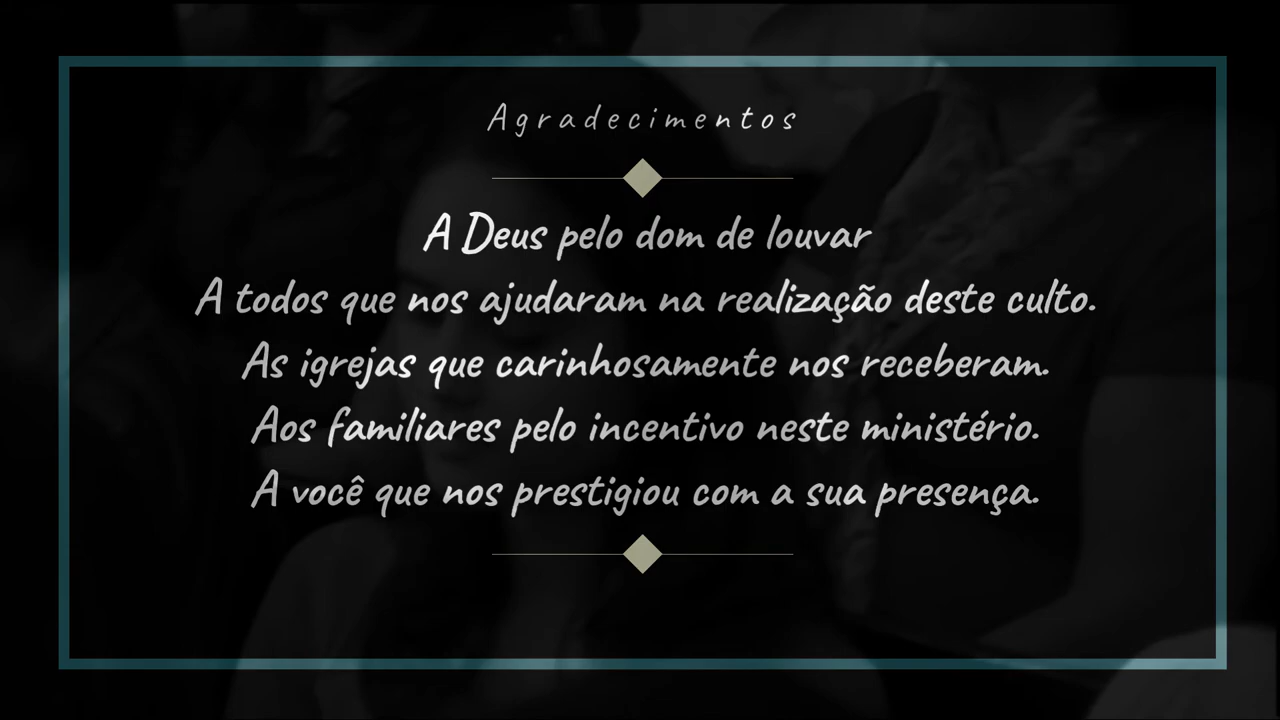 Agradecimentos
A Deus pelo dom de louvar
A todos que nos ajudaram na realização deste culto.
As igrejas que carinhosamente nos receberam.
Aos familiares pelo incentivo neste ministério.
A você que nos prestigiou com a sua presença.